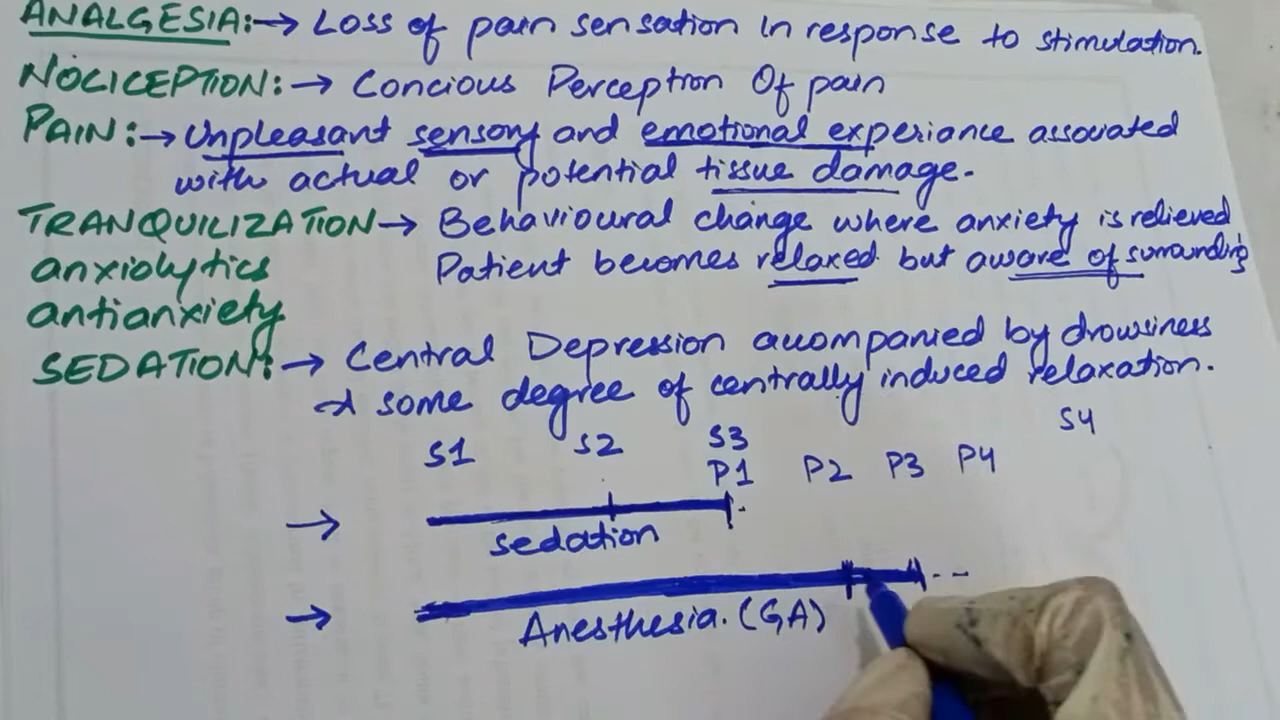 ANALGESIA:→ Loss of pain sensation in response to stimulation.
NOLICEPTION:→ Concious Perception Of pain
PAIN:→ Unpleasant sensory and emotional experiance associated
with actual or potential tissue damage.
TRANQUILIZATION → Behavioural change where anxiety is relieved
anxiolytics Patient becomes relaxed but aware of surrounding
antianxiety
SEDATION:→ Central Depression accompanied by drowsiness
& some degree of centrally induced relaxation.
S1 S2 S3 S4
P1 P2 P3 P4
→ sedation
→ Anesthesia. (GA)